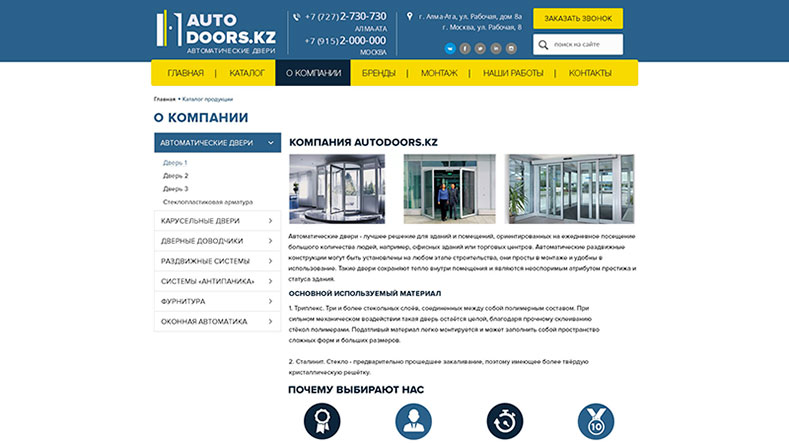 AUTO
DOORS.KZ
АВТОМАТИЧЕСКИЕ ДВЕРИ
+7 (727) 2-730-730
АЛМА-АТА
+7 (915) 2-000-000
МОСКВА
г. Алма-Ата, ул. Рабочая, дом 8а
г. Москва, ул. Рабочая, 8
ЗАКАЗАТЬ ЗВОНОК
поиск на сайте
ГЛАВНАЯ | КАТАЛОГ О КОМПАНИИ БРЕНДЫ | МОНТАЖ | НАШИ РАБОТЫ | КОНТАКТЫ
Главная • Каталог продукции
О КОМПАНИИ
АВТОМАТИЧЕСКИЕ ДВЕРИ
Дверь 1
Дверь 2
Дверь 3
Стеклопластиковая арматура
КАРУСЕЛЬНЫЕ ДВЕРИ
ДВЕРНЫЕ ДОВОДЧИКИ
РАЗДВИЖНЫЕ СИСТЕМЫ
СИСТЕМЫ «АНТИПАНИКА»
ФУРНИТУРА
ОКОННАЯ АВТОМАТИКА
КОМПАНИЯ AUTODOORS.KZ
Автоматические двери - лучшее решение для зданий и помещений, ориентированных на ежедневное посещение
большого количества людей, например, офисных зданий или торговых центров. Автоматические раздвижные
конструкции могут быть установлены на любом этапе строительства, они просты в монтаже и удобны в
использовании. Такие двери сохраняют тепло внутри помещения и являются неоспоримым атрибутом престижа и
статуса здания.
ОСНОВНОЙ ИСПОЛЬЗУЕМЫЙ МАТЕРИАЛ
1. Триплекс. Три и более стекольных слоёв, соединенных между собой полимерным составом. При
сильном механическом воздействии такая дверь остаётся целой, благодаря прочному склеиванию
стёкол полимерами. Податливый материал легко монтируется и может заполнить собой пространство
сложных форм и больших размеров.
2. Сталинит. Стекло - предварительно прошедшее закаливание, поэтому имеющее более твёрдую
кристаллическую решётку.
ПОЧЕМУ ВЫБИРАЮТ НАС
10